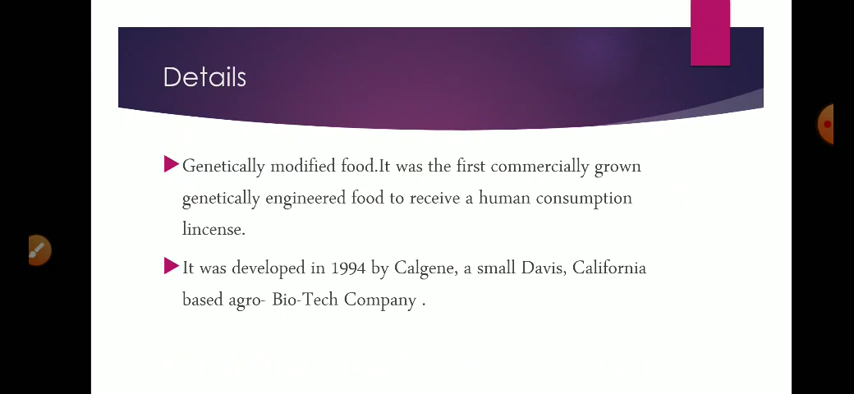 Details
Genetically modified food.It was the first commercially grown
genetically engineered food to receive a human consumption
lincense.
It was developed in 1994 by Calgene, a small Davis, California
based agro- Bio-Tech Company .